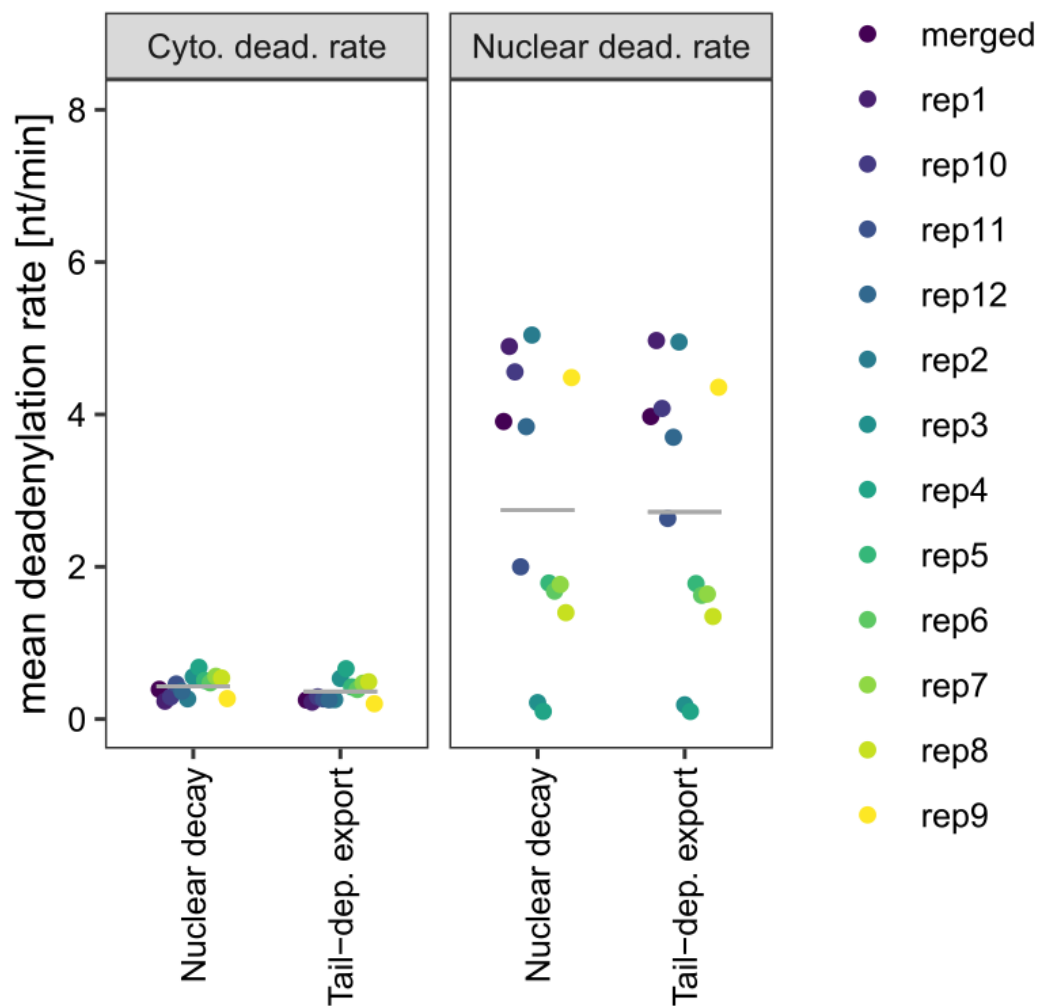 Cyto. dead. rate
Nuclear dead. rate
mean deadenylation rate [nt/min]
8
6
4
2
0
Nuclear decay
Tail−dep. export
Nuclear decay
Tail−dep. export
merged
rep1
rep10
rep11
rep12
rep2
rep3
rep4
rep5
rep6
rep7
rep8
rep9